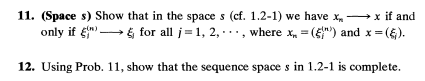 11. (Space s) Show that in the space s (cf. 1.2-1) we have xₙ ⟶ x if and
only if ξⱼ⁽ⁿ⁾ ⟶ ξⱼ for all j = 1, 2, ···, where xₙ = (ξⱼ⁽ⁿ⁾) and x = (ξⱼ).
12. Using Prob. 11, show that the sequence space s in 1.2-1 is complete.